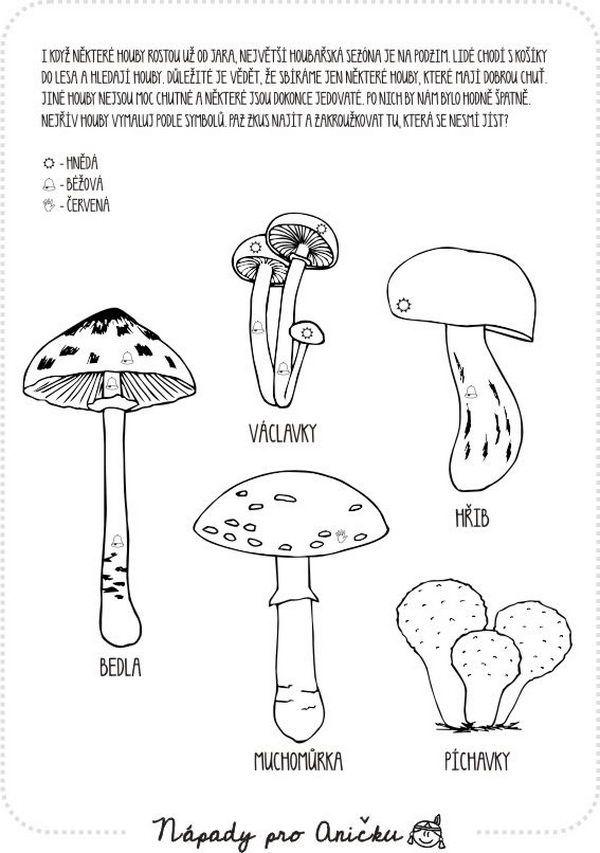 I KDYŽ NĚKTERÉ HOUBY ROSTOU UŽ OD JARA, NEJVĚTŠÍ HOUBAŘSKÁ SEZÓNA JE NA PODZIM. LIDÉ CHODÍ S KOŠÍKY
DO LESA A HLEDAJÍ HOUBY. DŮLEŽITÉ JE VĚDĚT, ŽE SBÍRÁME JEN NĚKTERÉ HOUBY, KTERÉ MAJÍ DOBROU CHUŤ.
JINÉ HOUBY NEJSOU MOC CHUTNÉ A NĚKTERÉ JSOU DOKONCE JEDOVATÉ. PO NICH BY NÁM BYLO HODNĚ ŠPATNĚ.
NEJŘÍV HOUBY VYMALUJ PODLE SYMBOLŮ. PAZ ZKUS NAJÍT A ZAKROUŽKOVAT TU, KTERÁ SE NESMÍ JÍST?
- HNĚDÁ
- BÉŽOVÁ
- ČERVENÁ
VÁCLAVKY
HŘIB
BEDLA
MUCHOMŮRKA
PÍCHAVKY
Nápady pro Aničku